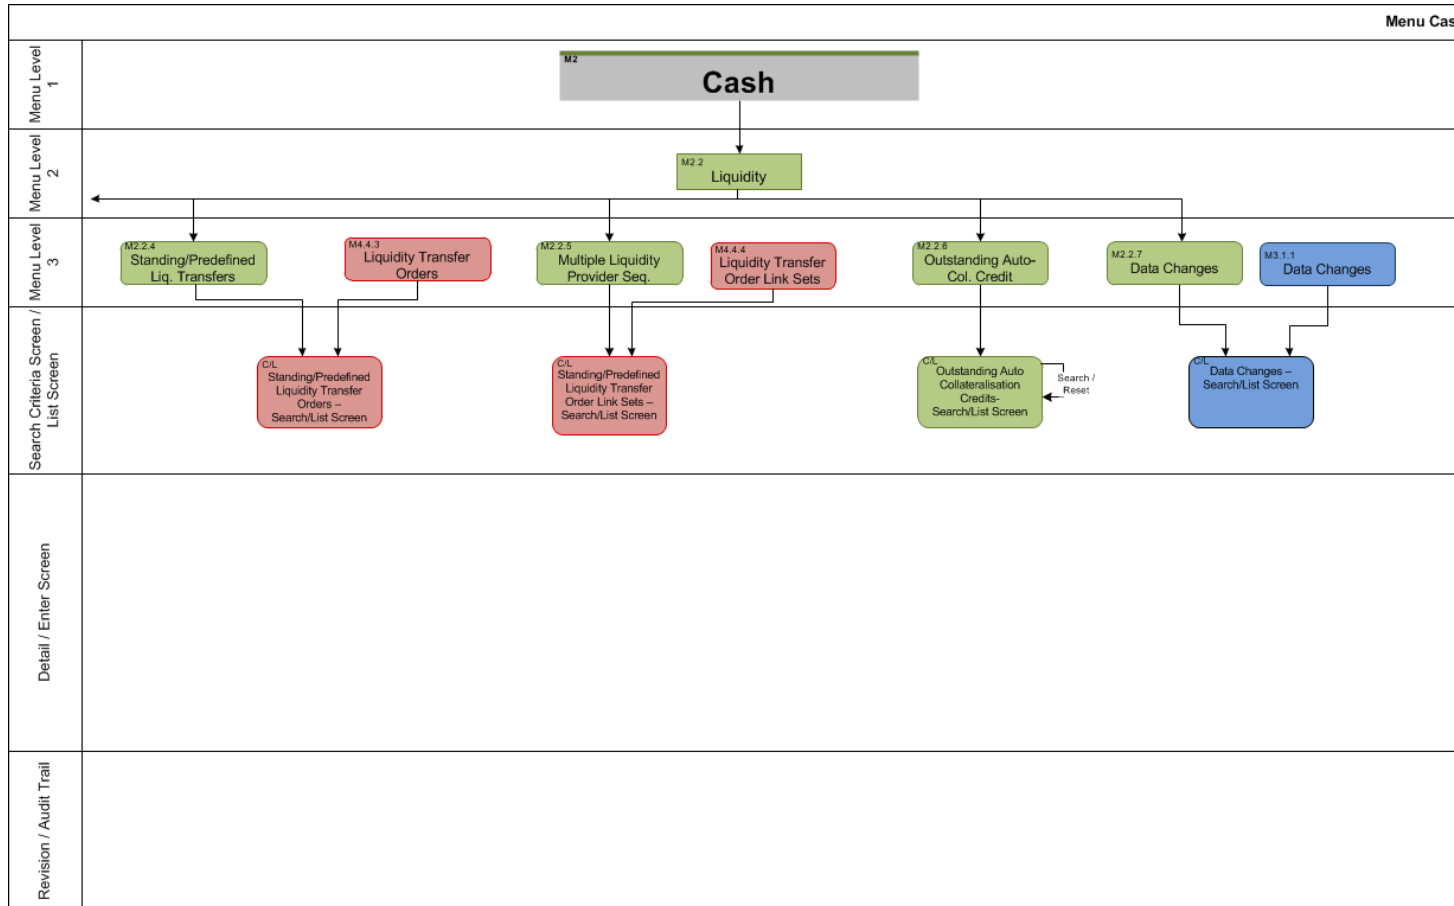 Menu Cas
Menu Level
1
M2
Cash
Menu Level
2
M2.2
Liquidity
Menu Level
3
M2.2.4
Standing/Predefined
Liq. Transfers
M4.4.3
Liquidity Transfer
Orders
M2.2.5
Multiple Liquidity
Provider Seq.
M4.4.4
Liquidity Transfer
Order Link Sets
M2.2.6
Outstanding Auto-
Col. Credit
M2.2.7
Data Changes
M3.1.1
Data Changes
Search Criteria Screen /
List Screen
C/L
Standing/Predefined
Liquidity Transfer
Orders –
Search/List Screen
C/L
Standing/Predefined
Liquidity Transfer
Order Link Sets –
Search/List Screen
C/L
Outstanding Auto
Collateralisation
Credits-
Search/List Screen
Search /
Reset
C/L
Data Changes –
Search/List Screen
Detail / Enter Screen
Revision / Audit Trail